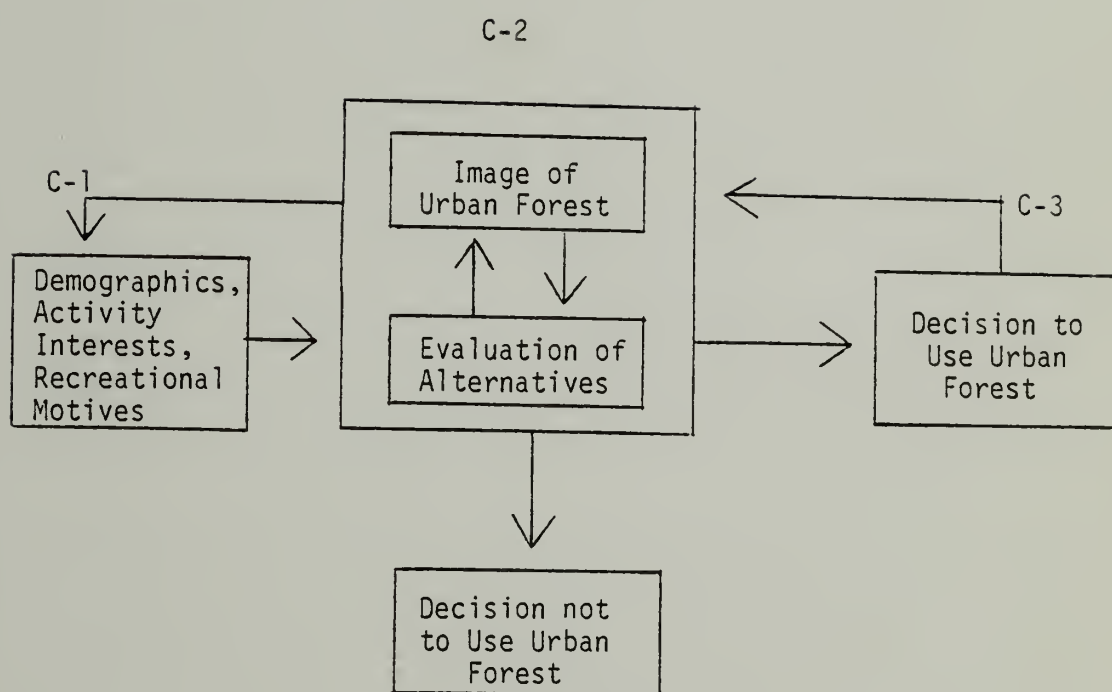 C-2
C-1
Image of
Urban Forest
C-3
Demographics,
Activity
Interests,
Recreational
Motives
Evaluation of
Alternatives
Decision to
Use Urban
Forest
Decision not
to Use Urban
Forest